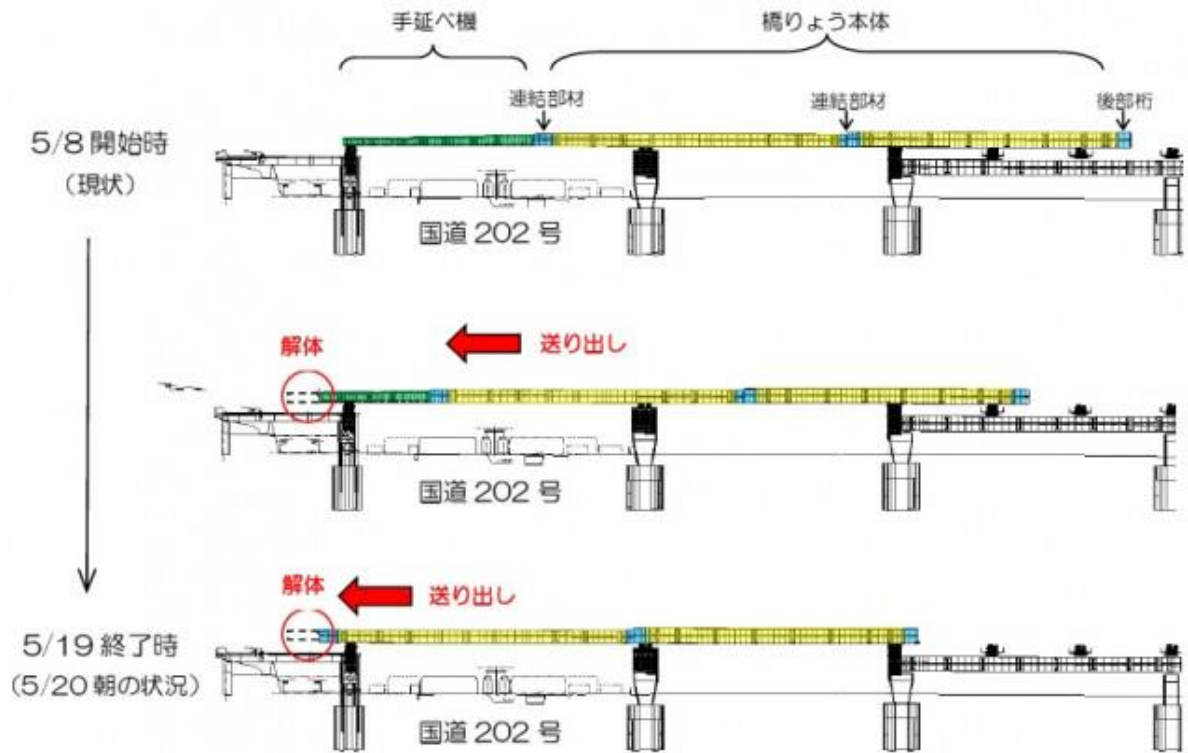 手延べ機
橋りょう本体
連結部材
連結部材
後部桁
5/8 開始時
（現状）
国道 202 号
解体
送り出し
国道 202 号
解体
送り出し
5/19 終了時
（5/20 朝の状況）
国道 202 号